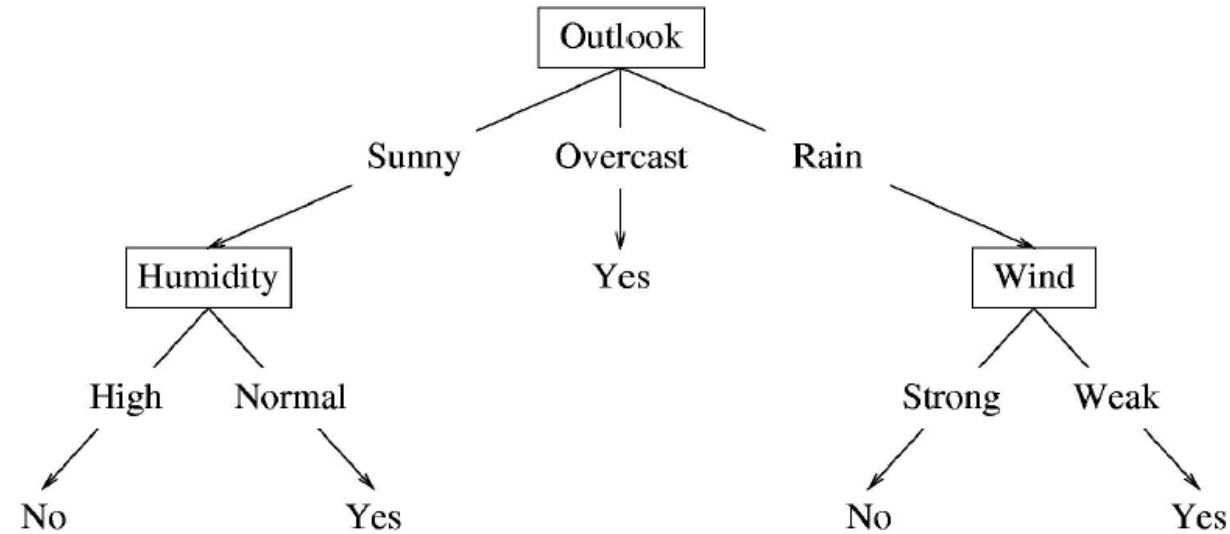 Outlook
Sunny Overcast Rain
Humidity Yes Wind
High Normal Strong Weak
No Yes No Yes